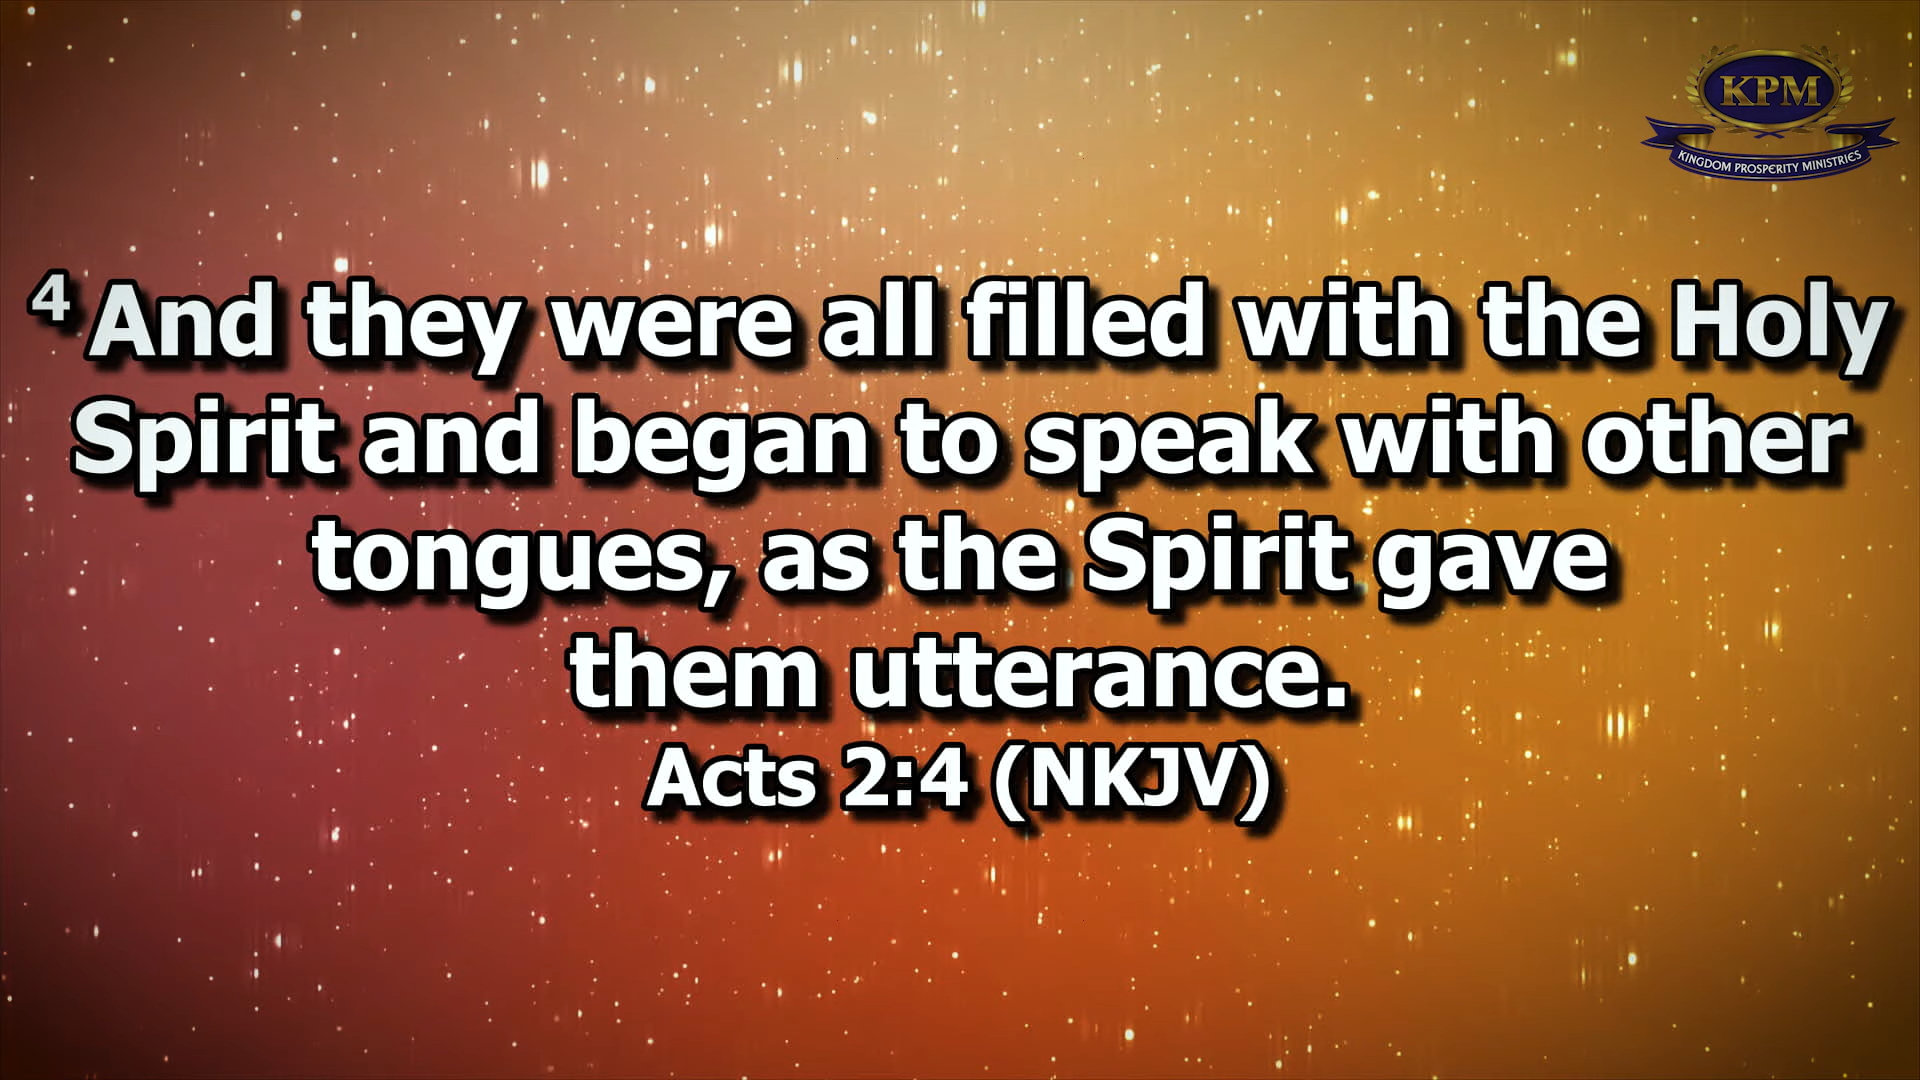 KPM
KINGDOM PROSPERITY MINISTRIES
4 And they were all filled with the Holy
Spirit and began to speak with other
tongues, as the Spirit gave
them utterance.
Acts 2:4 (NKJV)